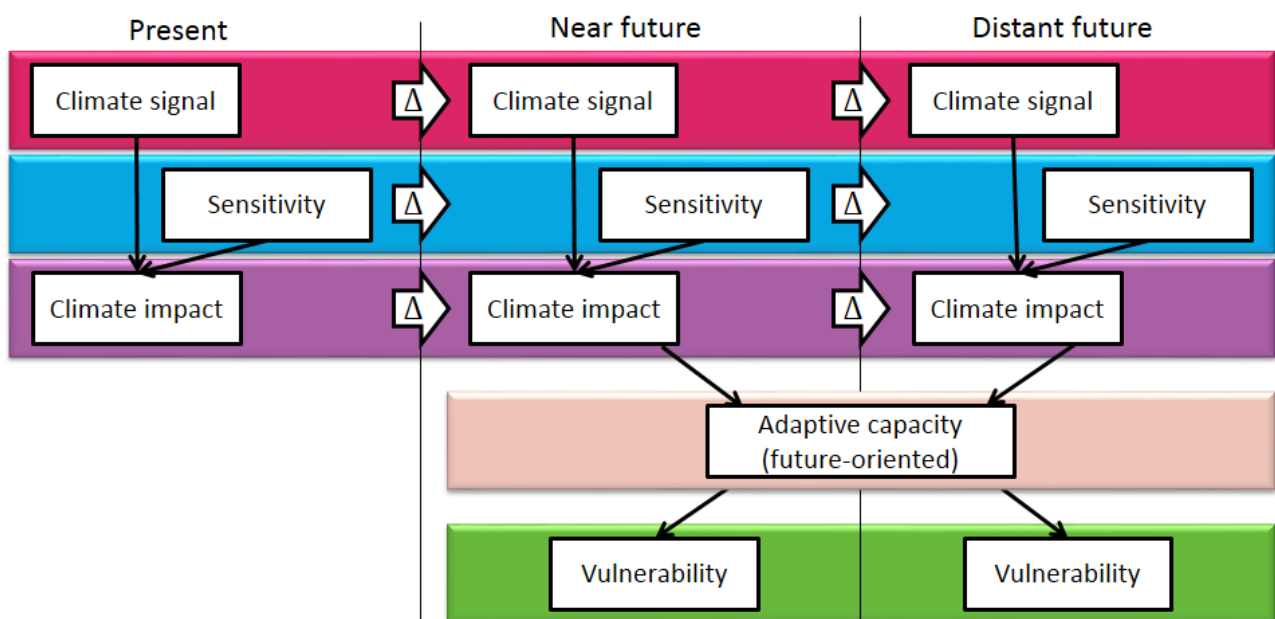 Present
Near future
Distant future
Climate signal
Δ
Climate signal
Δ
Climate signal
Sensitivity
Δ
Sensitivity
Δ
Sensitivity
Climate impact
Δ
Climate impact
Δ
Climate impact
Adaptive capacity
(future-oriented)
Vulnerability
Vulnerability